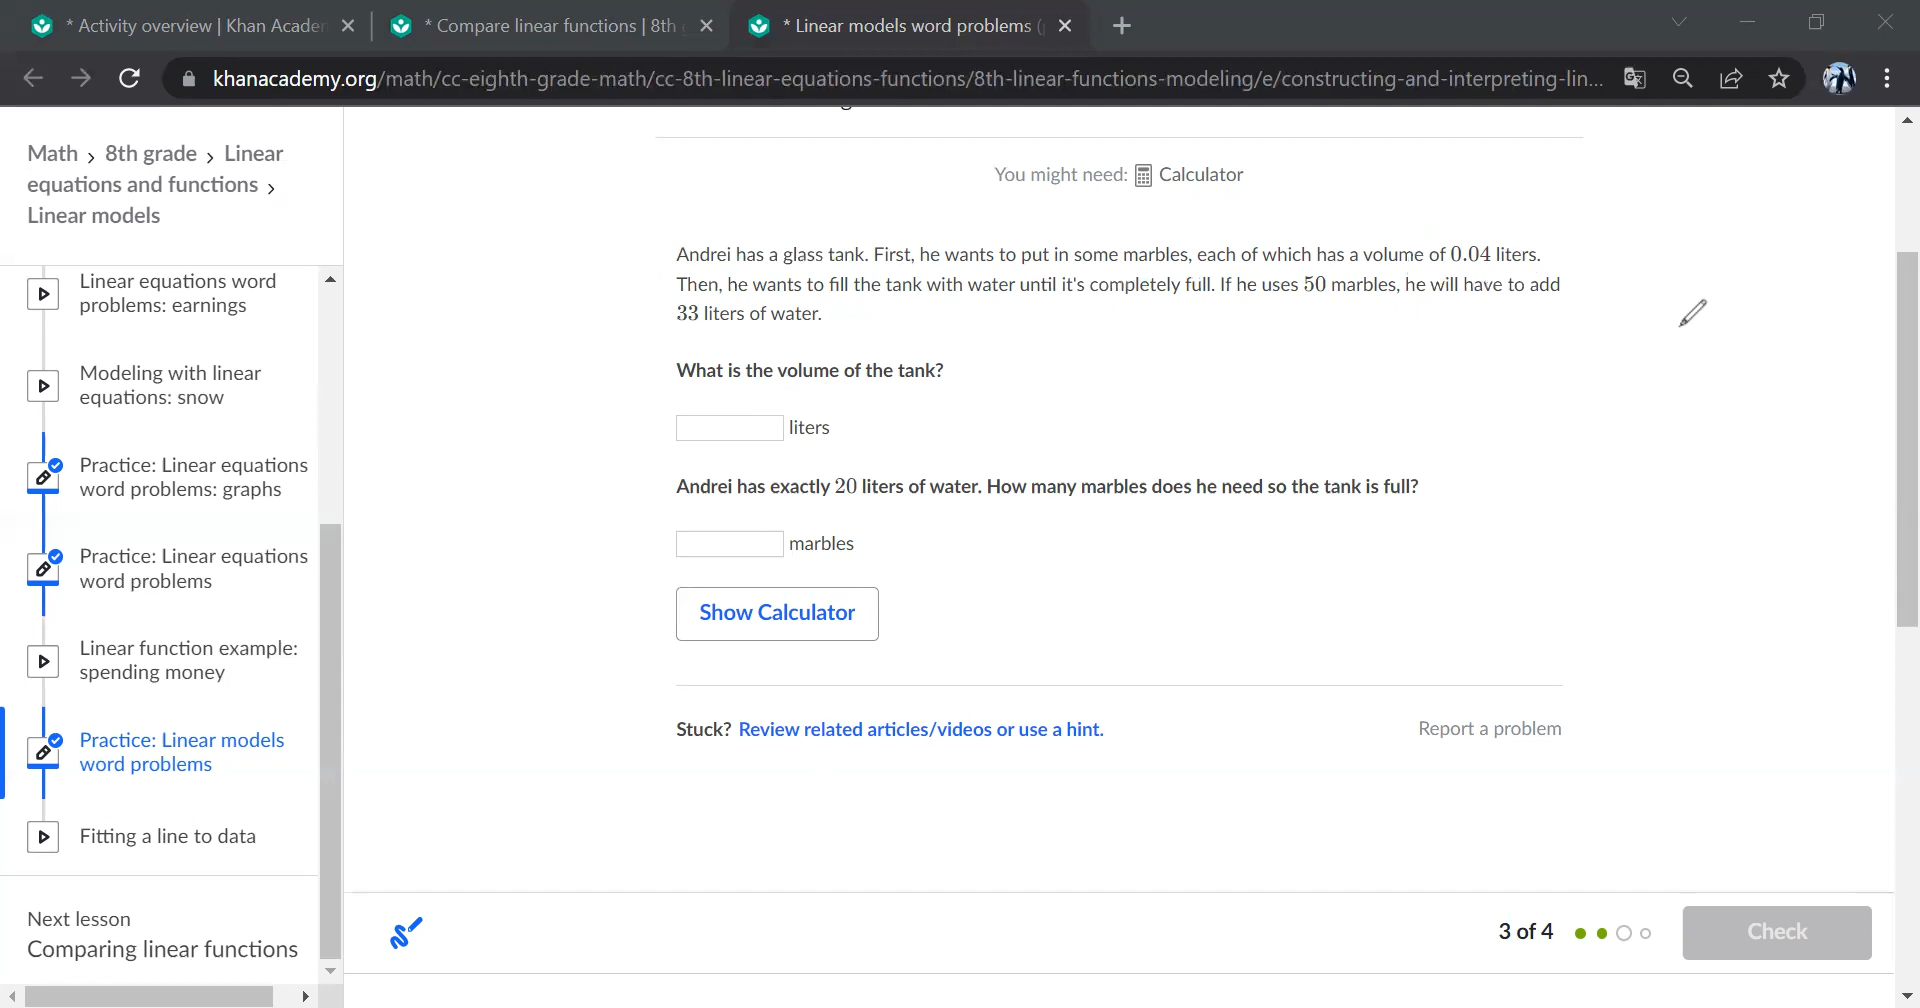 * Activity overview | Khan Academ
* Compare linear functions | 8th g
* Linear models word problems (p
khanacademy.org/math/cc-eighth-grade-math/cc-8th-linear-equations-functions/8th-linear-functions-modeling/e/constructing-and-interpreting-lin...
Math > 8th grade > Linear
equations and functions >
Linear models
Linear equations word
problems: earnings
Modeling with linear
equations: snow
Practice: Linear equations
word problems: graphs
Practice: Linear equations
word problems
Linear function example:
spending money
Practice: Linear models
word problems
Fitting a line to data
Next lesson
Comparing linear functions
You might need: Calculator
Andrei has a glass tank. First, he wants to put in some marbles, each of which has a volume of 0.04 liters.
Then, he wants to fill the tank with water until it's completely full. If he uses 50 marbles, he will have to add
33 liters of water.
What is the volume of the tank?
liters
Andrei has exactly 20 liters of water. How many marbles does he need so the tank is full?
marbles
Show Calculator
Stuck? Review related articles/videos or use a hint.
Report a problem
3 of 4
Check